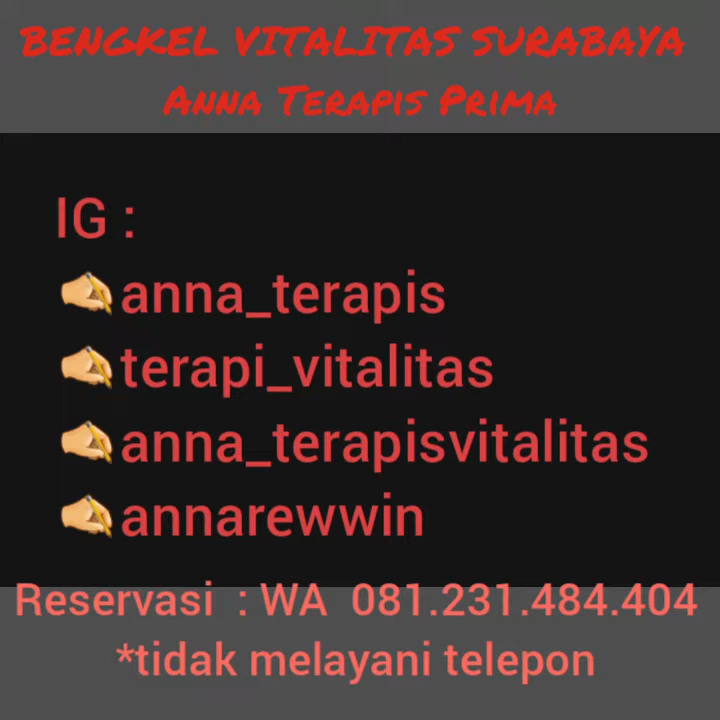 BENGKEL VITALITAS SURABAYA
ANNA TERAPIS PRIMA
IG :
✍anna_terapis
✍terapi_vitalitas
✍anna_terapisvitalitas
✍annarewwin
Reservasi : WA 081.231.484.404
*tidak melayani telepon